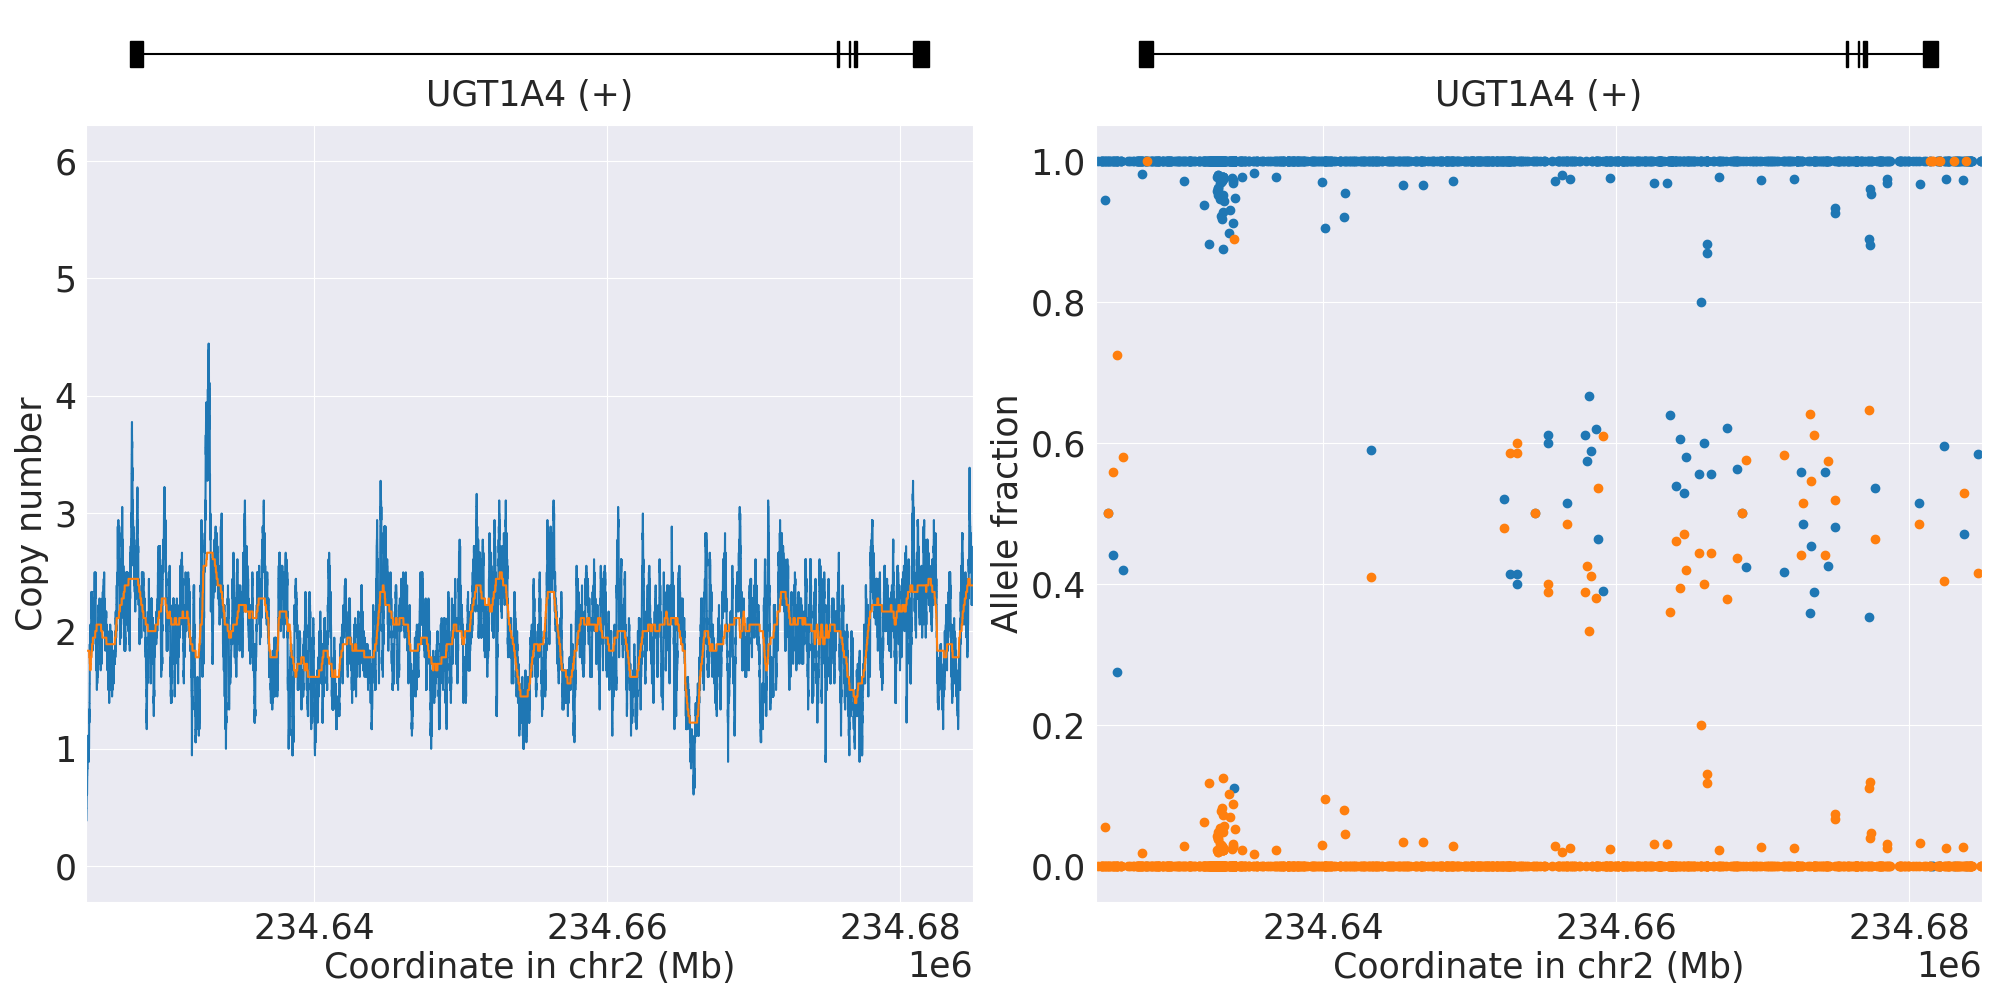 UGT1A4 (+)
UGT1A4 (+)
Copy number
6
5
4
3
2
1
0
234.64
234.66
234.68
Coordinate in chr2 (Mb)
1e6
Allele fraction
1.0
0.8
0.6
0.4
0.2
0.0
234.64
234.66
234.68
Coordinate in chr2 (Mb)
1e6